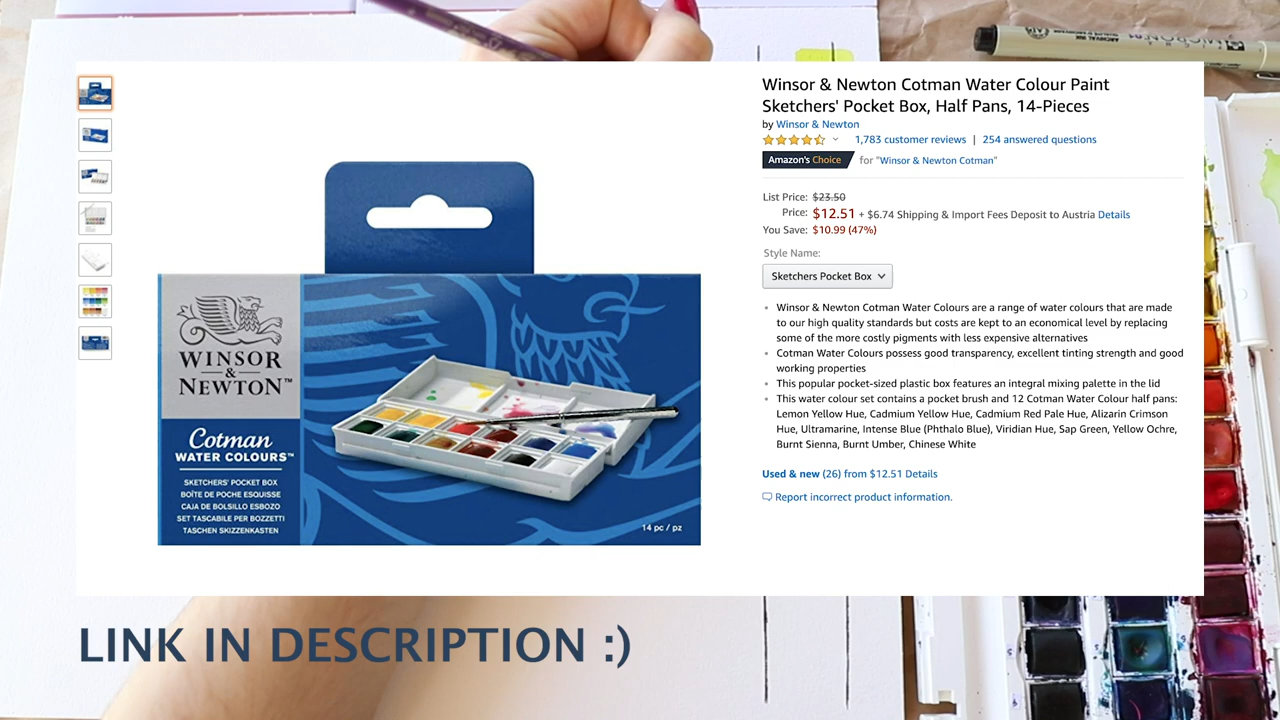 MICRON
ARCHIVAL INK
Winsor & Newton Cotman Water Colour Paint
Sketchers' Pocket Box, Half Pans, 14-Pieces
by Winsor & Newton
1,783 customer reviews | 254 answered questions
Amazon's Choice for "Winsor & Newton Cotman"
List Price: $23.50
Price: $12.51 + $6.74 Shipping & Import Fees Deposit to Austria Details
You Save: $10.99 (47%)
Style Name:
Sketchers Pocket Box
• Winsor & Newton Cotman Water Colours are a range of water colours that are made
to our high quality standards but costs are kept to an economical level by replacing
some of the more costly pigments with less expensive alternatives
• Cotman Water Colours possess good transparency, excellent tinting strength and good
working properties
• This popular pocket-sized plastic box features an integral mixing palette in the lid
• This water colour set contains a pocket brush and 12 Cotman Water Colour half pans:
Lemon Yellow Hue, Cadmium Yellow Hue, Cadmium Red Pale Hue, Alizarin Crimson
Hue, Ultramarine, Intense Blue (Phthalo Blue), Viridian Hue, Sap Green, Yellow Ochre,
Burnt Sienna, Burnt Umber, Chinese White
Used & new (26) from $12.51 Details
Report incorrect product information.
WINSOR
&
NEWTON™
Cotman
WATER COLOURS™
SKETCHERS' POCKET BOX
BOÎTE DE POCHE ESQUISSE
CAJA DE BOLSILLO ESBOZO
SET TASCABILE PER BOZZETTI
TASCHEN SKIZZENKASTEN
14 pc / pz
LINK IN DESCRIPTION :)